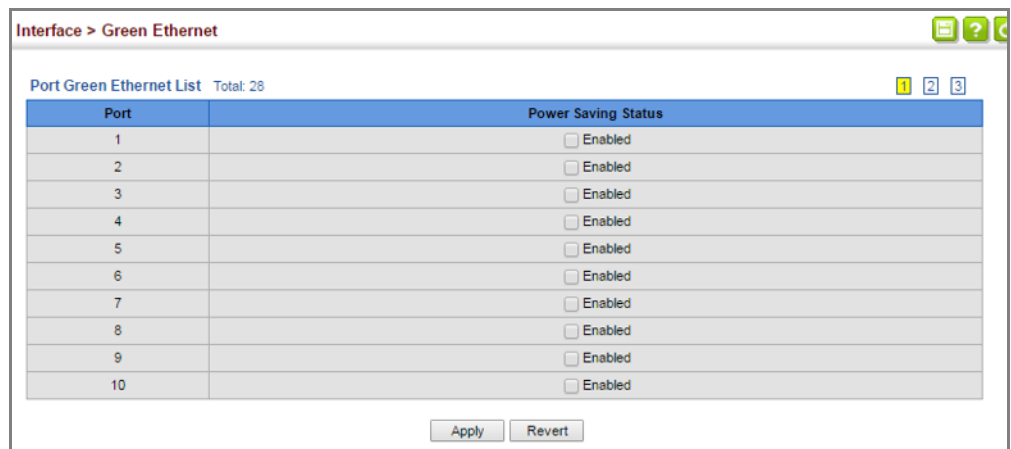 Interface > Green Ethernet
?
Port Green Ethernet List Total: 28 1 2 3
Port Power Saving Status
1 Enabled
2 Enabled
3 Enabled
4 Enabled
5 Enabled
6 Enabled
7 Enabled
8 Enabled
9 Enabled
10 Enabled
Apply Revert